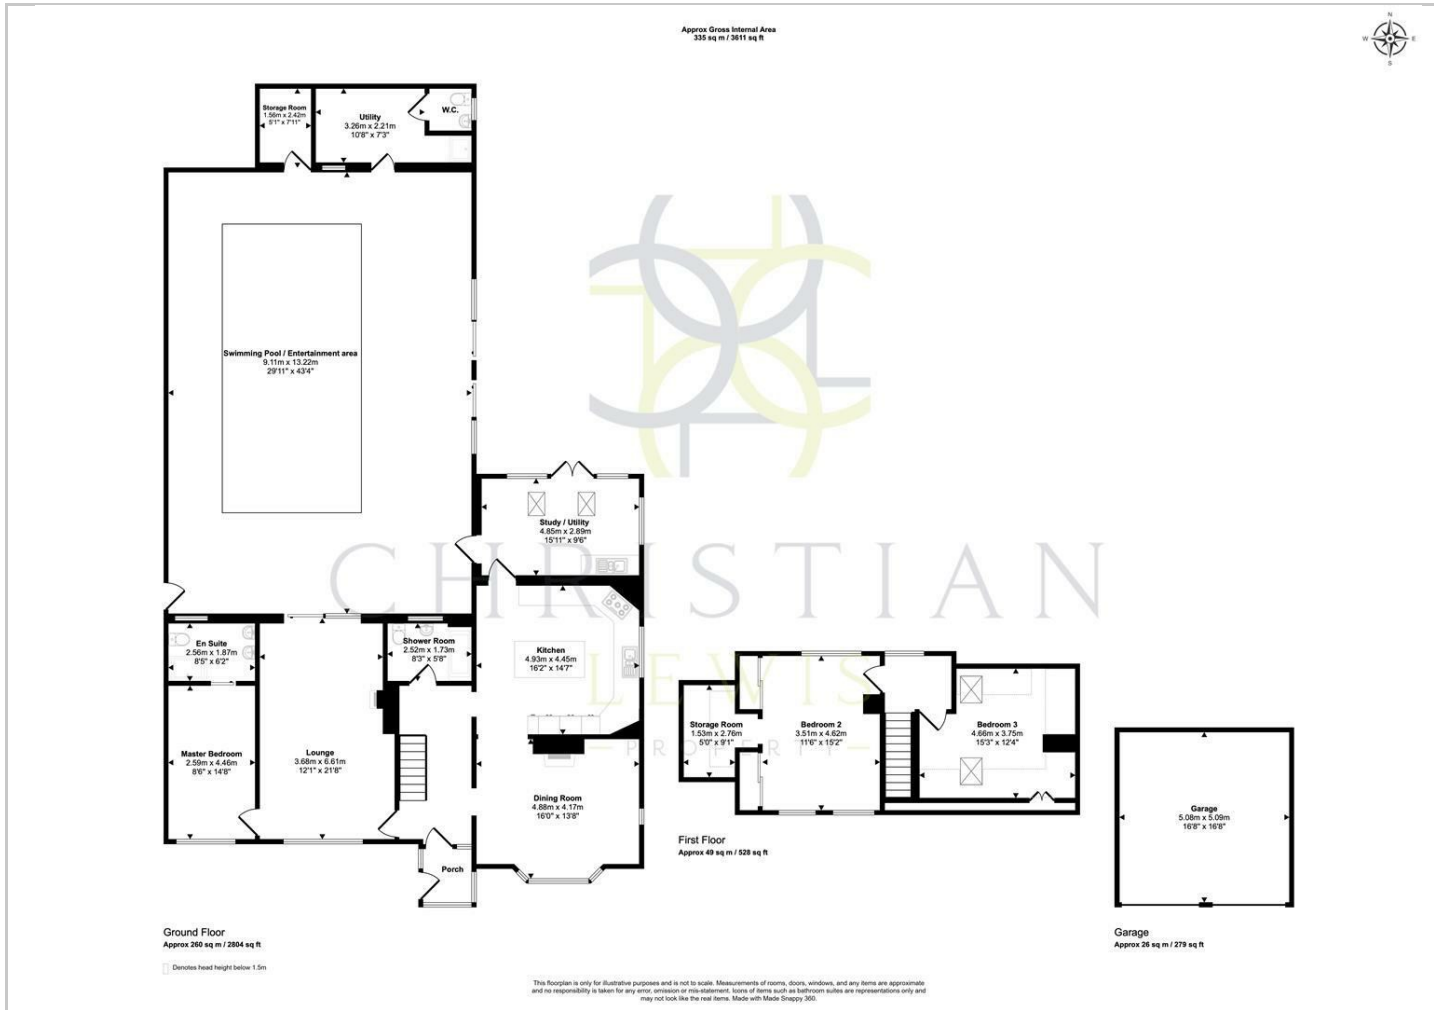 Approx Gross Internal Area
335 sq m / 3611 sq ft
N
W
E
S
Storage Room
1.56m x 2.42m
5'1" x 7'11"
Utility
3.26m x 2.21m
10'8" x 7'3"
W.C.
Swimming Pool / Entertainment area
9.11m x 13.22m
29'11" x 43'4"
Study / Utility
4.85m x 2.89m
15'11" x 9'6"
CHRISTIAN
LEWIS
PROPERTY
En Suite
2.56m x 1.87m
8'5" x 6'2"
Shower Room
2.52m x 1.73m
8'3" x 5'8"
Kitchen
4.93m x 4.45m
16'2" x 14'7"
Master Bedroom
2.59m x 4.46m
8'6" x 14'8"
Lounge
3.68m x 6.61m
12'1" x 21'8"
Dining Room
4.88m x 4.17m
16'0" x 13'8"
Porch
Storage Room
1.53m x 2.76m
5'0" x 9'1"
Bedroom 2
3.51m x 4.62m
11'6" x 15'2"
Bedroom 3
4.66m x 3.75m
15'3" x 12'4"
First Floor
Approx 49 sq m / 528 sq ft
Garage
5.08m x 5.09m
16'8" x 16'8"
Ground Floor
Approx 260 sq m / 2804 sq ft
Garage
Approx 26 sq m / 279 sq ft
Denotes head height below 1.5m
This floorplan is only for illustrative purposes and is not to scale. Measurements of rooms, doors, windows, and any items are approximate
and no responsibility is taken for any error, omission or mis-statement. Icons of items such as bathroom suites are representations only and
may not look like the real items. Made with Made Snappy 360.